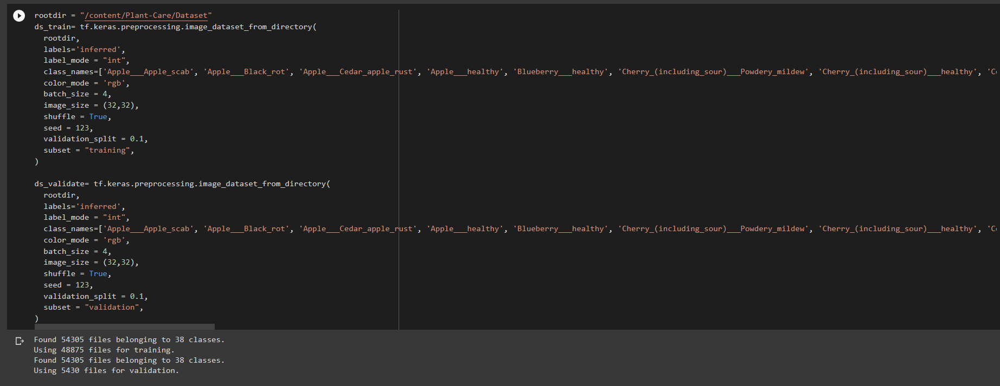 rootdir = "/content/Plant-Care/Dataset"
ds_train= tf.keras.preprocessing.image_dataset_from_directory(
  rootdir,
  labels='inferred',
  label_mode = "int",
  class_names=['Apple___Apple_scab', 'Apple___Black_rot', 'Apple___Cedar_apple_rust', 'Apple___healthy', 'Blueberry___healthy', 'Cherry_(including_sour)___Powdery_mildew', 'Cherry_(including_sour)___healthy', 'C
  color_mode = 'rgb',
  batch_size = 4,
  image_size = (32,32),
  shuffle = True,
  seed = 123,
  validation_split = 0.1,
  subset = "training",
)
ds_validate= tf.keras.preprocessing.image_dataset_from_directory(
  rootdir,
  labels='inferred',
  label_mode = "int",
  class_names=['Apple___Apple_scab', 'Apple___Black_rot', 'Apple___Cedar_apple_rust', 'Apple___healthy', 'Blueberry___healthy', 'Cherry_(including_sour)___Powdery_mildew', 'Cherry_(including_sour)___healthy', 'C
  color_mode = 'rgb',
  batch_size = 4,
  image_size = (32,32),
  shuffle = True,
  seed = 123,
  validation_split = 0.1,
  subset = "validation",
)
Found 54305 files belonging to 38 classes.
Using 48875 files for training.
Found 54305 files belonging to 38 classes.
Using 5430 files for validation.